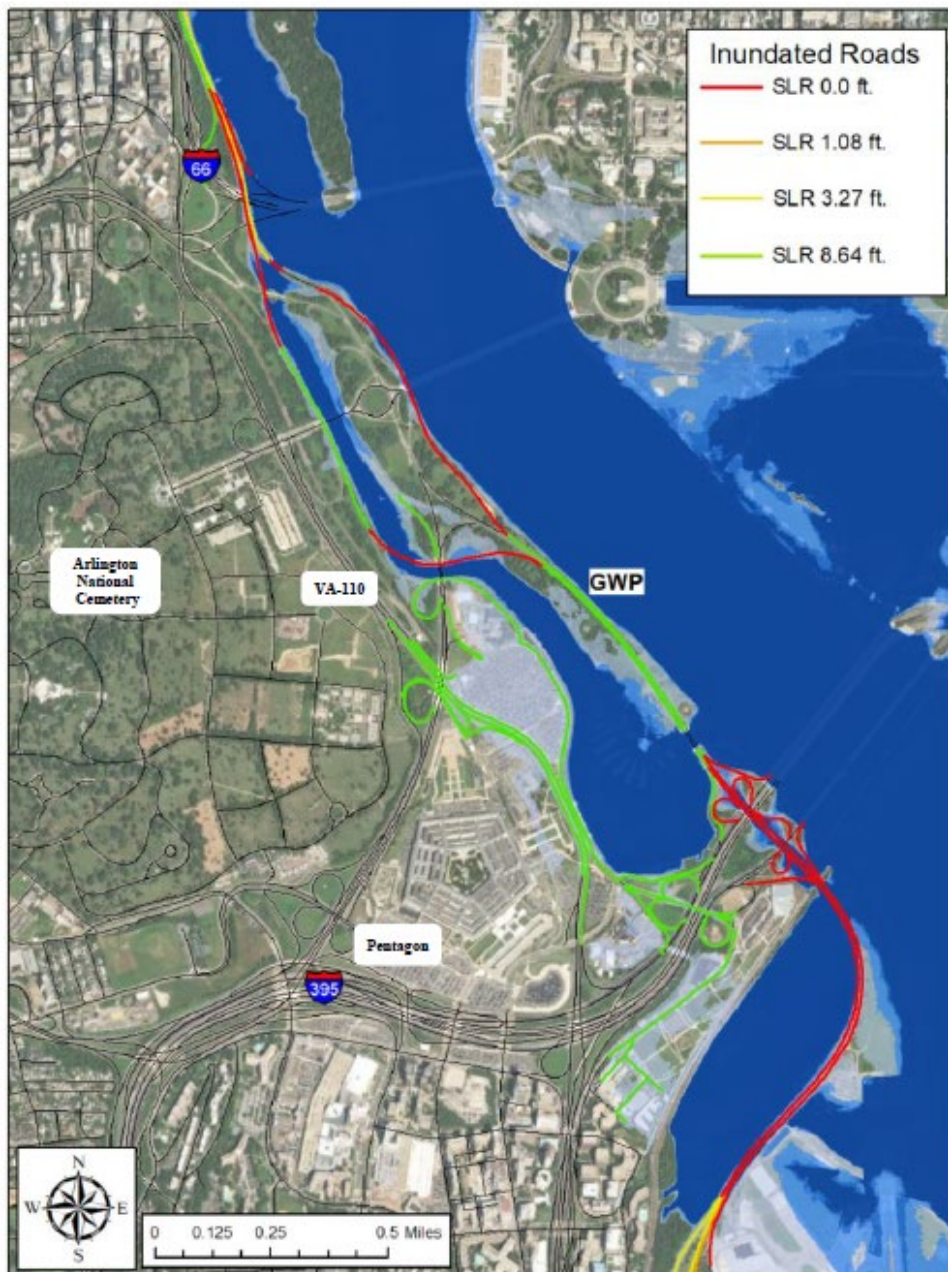 Inundated Roads
SLR 0.0 ft.
SLR 1.08 ft.
SLR 3.27 ft.
SLR 8.64 ft.
66
Arlington
National
Cemetery
VA-110
GWP
Pentagon
395
N
W
E
S
0 0.125 0.25 0.5 Miles